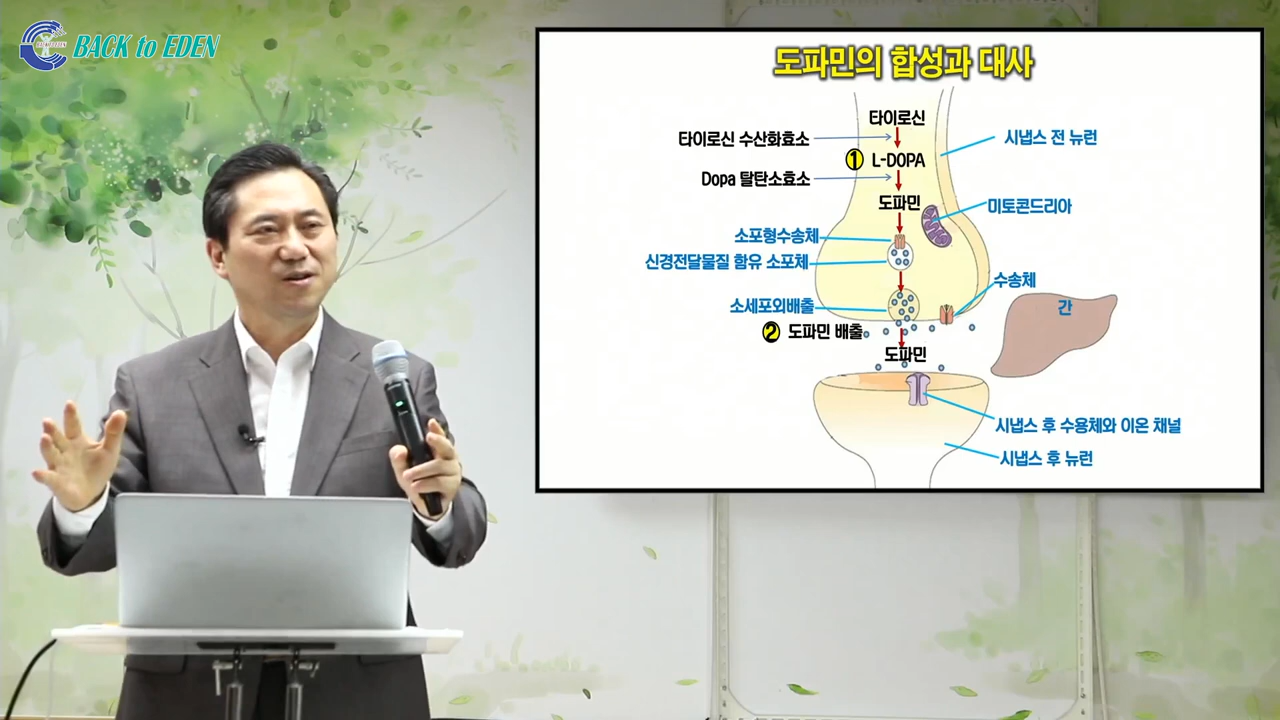 BACK to EDEN
도파민의 합성과 대사
타이로신
타이로신 수산화효소
시냅스 전 뉴런
① L-DOPA
Dopa 탈탄소효소
도파민
미토콘드리아
소포형수송체
신경전달물질 함유 소포체
수송체
소세포외배출
간
② 도파민 배출
도파민
시냅스 후 수용체와 이온 채널
시냅스 후 뉴런